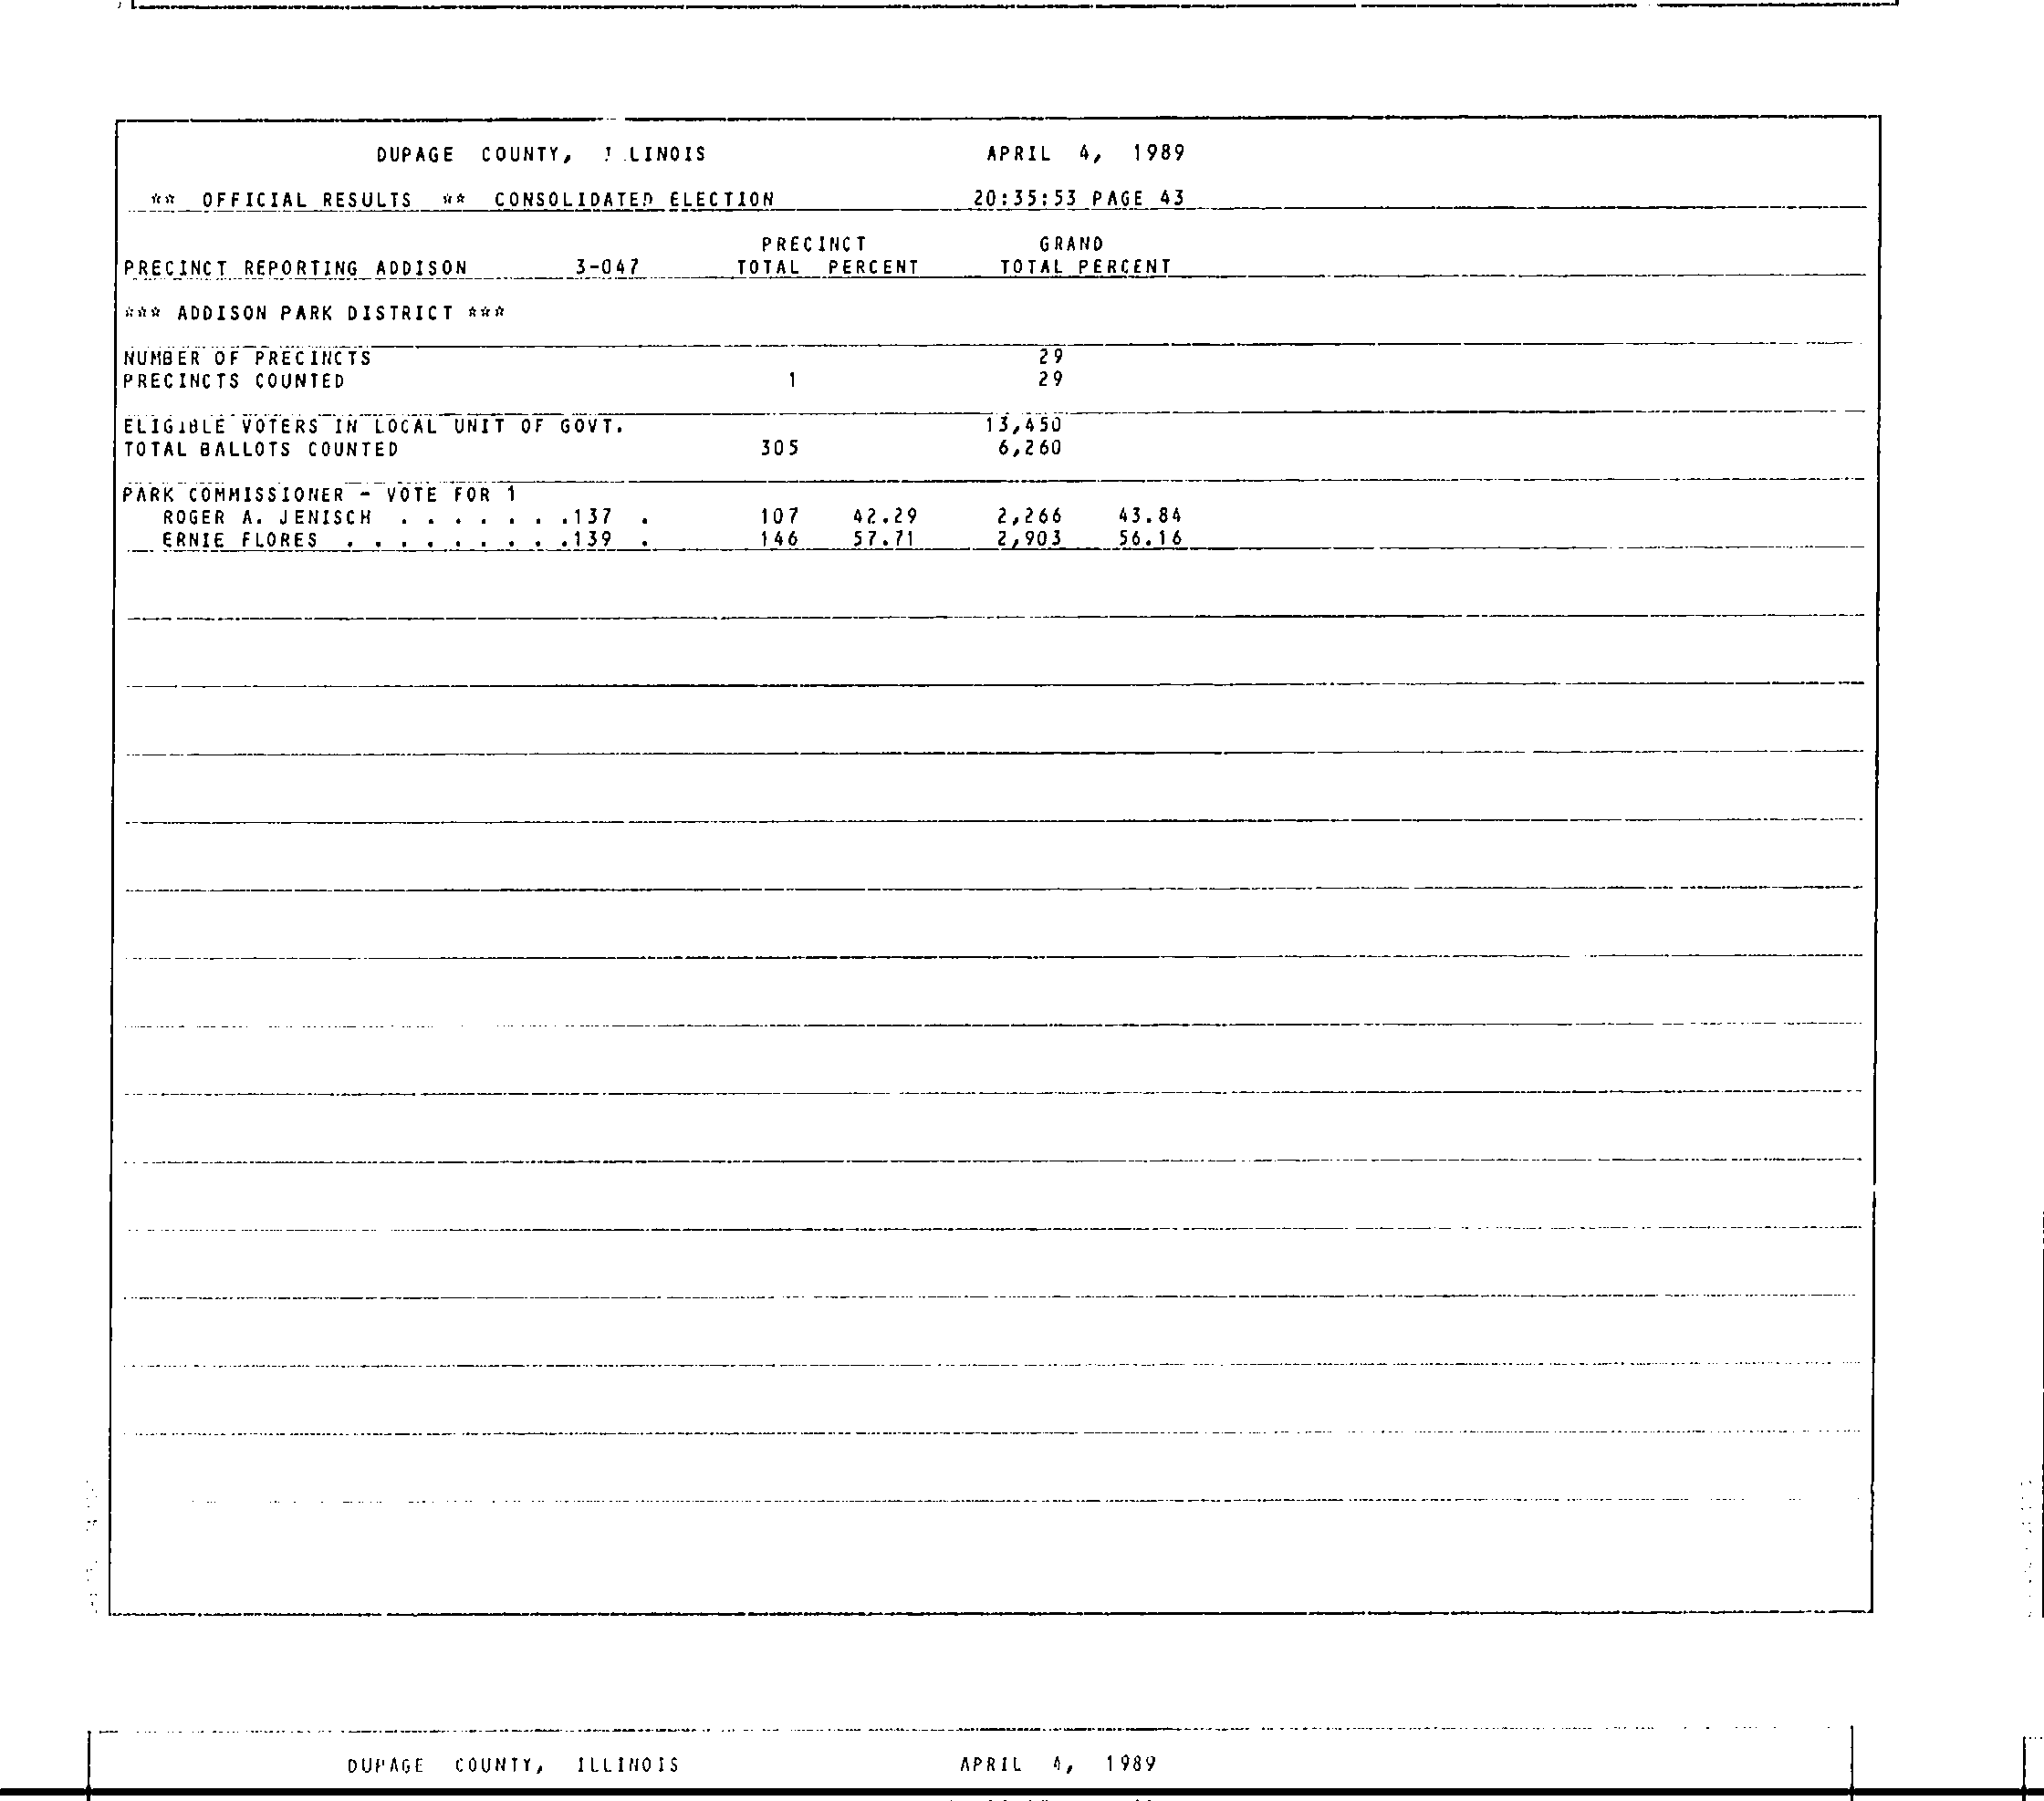 DUPAGE COUNTY, I LINOIS APRIL 4, 1989
** OFFICIAL RESULTS ** CONSOLIDATED ELECTION 20:35:53 PAGE 43
PRECINCT GRAND
PRECINCT REPORTING ADDISON 3-047 TOTAL PERCENT TOTAL PERCENT
*** ADDISON PARK DISTRICT ***
NUMBER OF PRECINCTS 29
PRECINCTS COUNTED 1 29
ELIGIBLE VOTERS IN LOCAL UNIT OF GOVT. 13,450
TOTAL BALLOTS COUNTED 305 6,260
PARK COMMISSIONER - VOTE FOR 1
ROGER A. JENISCH . . . . . . .137 . 107 42.29 2,266 43.84
ERNIE FLORES . . . . . . . . .139 . 146 57.71 2,903 56.16
DUPAGE COUNTY, ILLINOIS APRIL 4, 1989